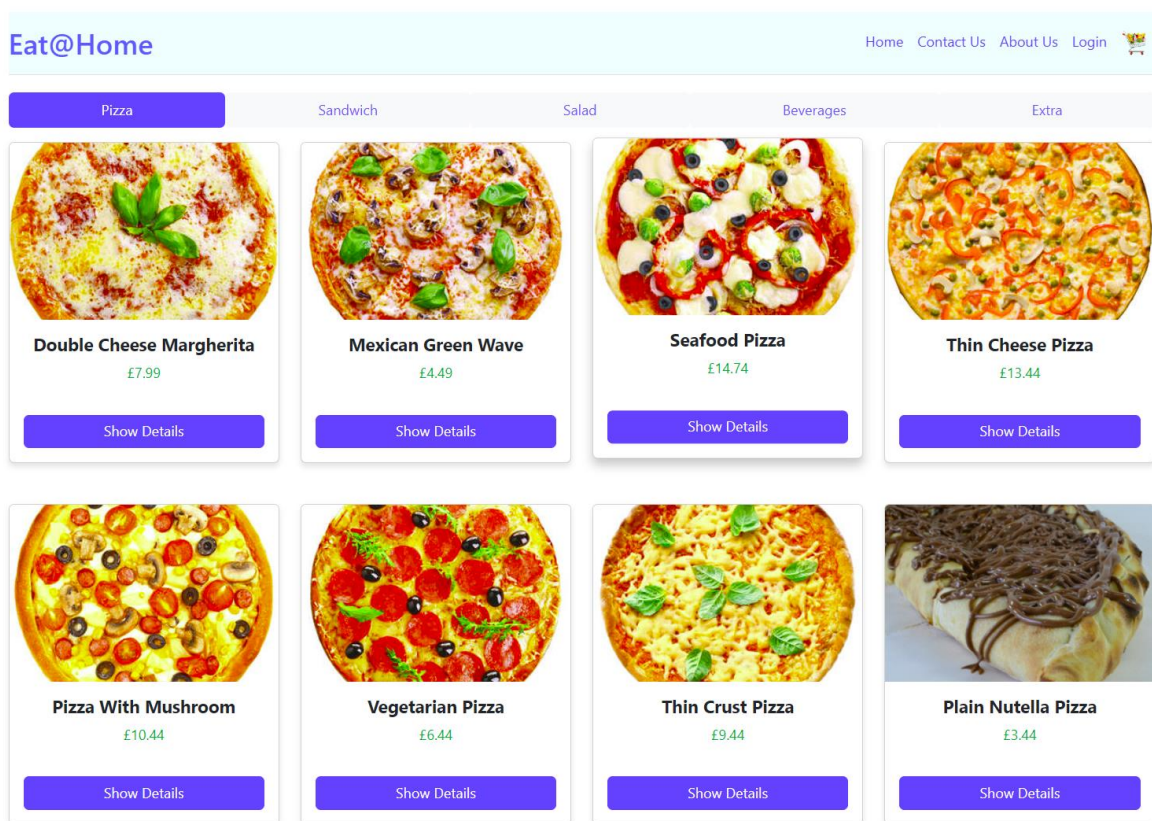 Eat@Home
Home Contact Us About Us Login
Pizza Sandwich Salad Beverages Extra
Double Cheese Margherita
£7.99
Show Details
Mexican Green Wave
£4.49
Show Details
Seafood Pizza
£14.74
Show Details
Thin Cheese Pizza
£13.44
Show Details
Pizza With Mushroom
£10.44
Show Details
Vegetarian Pizza
£6.44
Show Details
Thin Crust Pizza
£9.44
Show Details
Plain Nutella Pizza
£3.44
Show Details